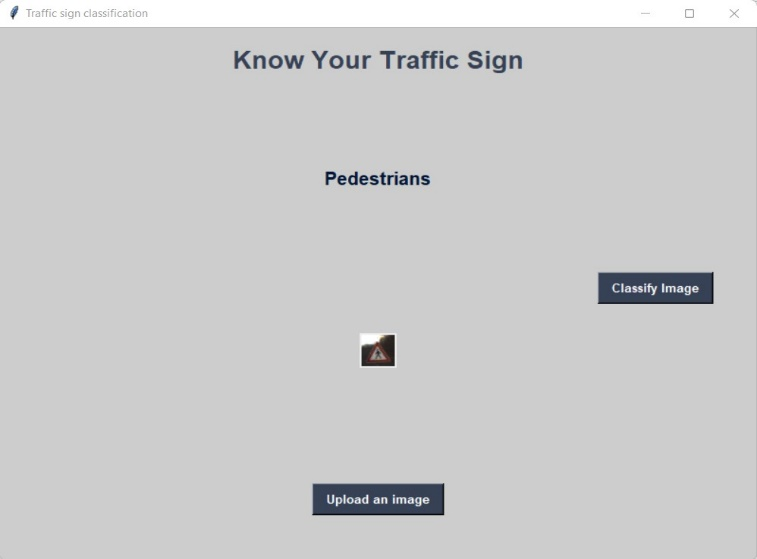 Traffic sign classification
Know Your Traffic Sign
Pedestrians
Classify Image
Upload an image